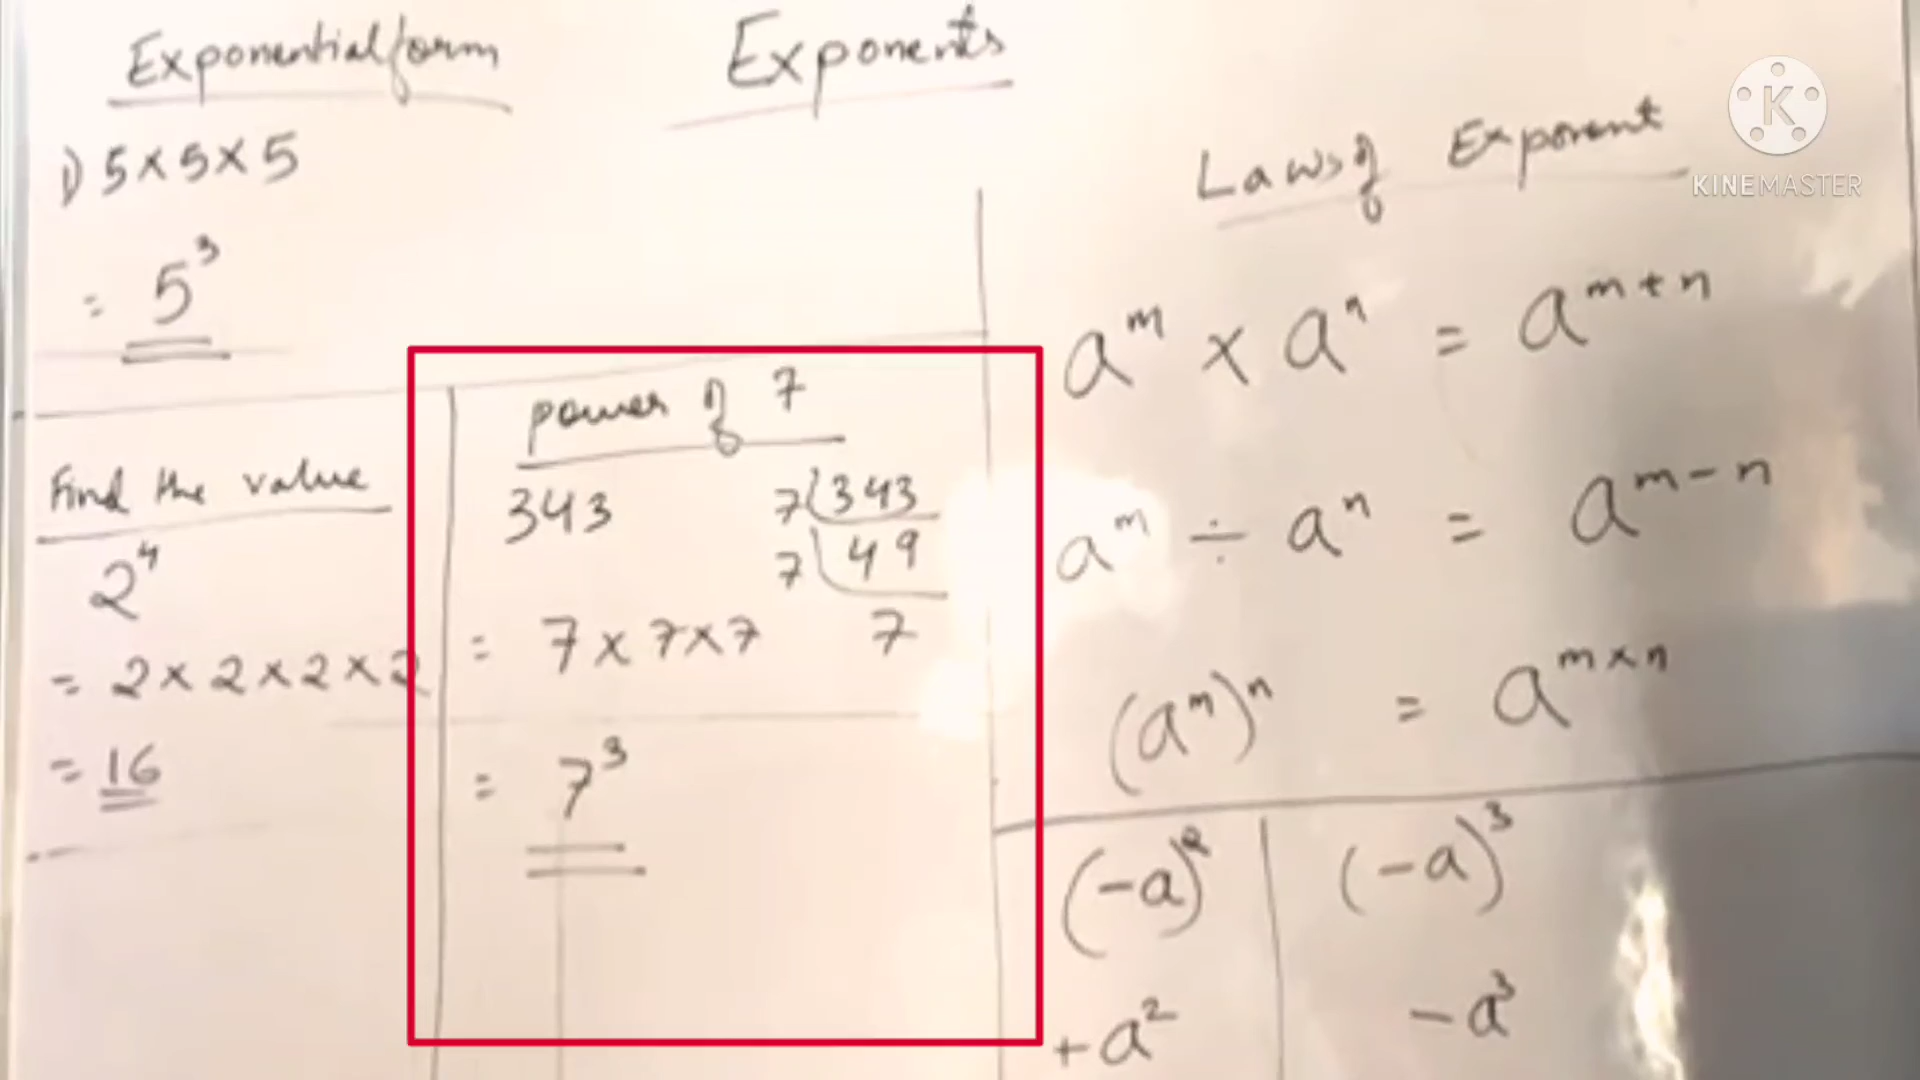 Exponential form
Exponents
1) 5×5×5
= 5³
Find the value
2⁴
= 2×2×2×2
= 16
power of 7
343
7 343
7 49
7
= 7×7×7
= 7³
Laws of Exponent
aᵐ × aⁿ = aᵐ⁺ⁿ
aᵐ ÷ aⁿ = aᵐ⁻ⁿ
(aᵐ)ⁿ = aᵐˣⁿ
(-a)²
+a²
(-a)³
-a³
K
KINEMASTER